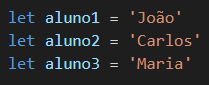 let aluno1 = 'João'
let aluno2 = 'Carlos'
let aluno3 = 'Maria'